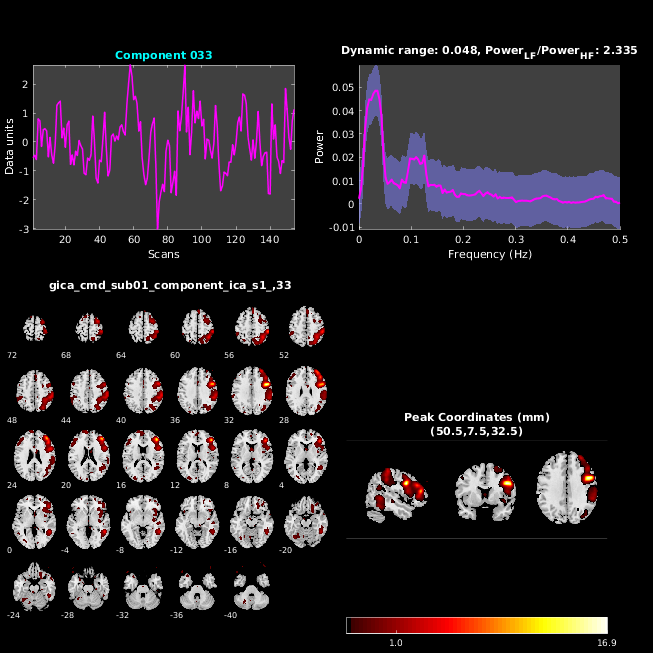 Component 033
Data units
2
1
0
-1
-2
-3
20 40 60 80 100 120 140
Scans
Dynamic range: 0.048, Power_LF/Power_HF: 2.335
Power
0.05
0.04
0.03
0.02
0.01
0
-0.01
0 0.1 0.2 0.3 0.4 0.5
Frequency (Hz)
gica_cmd_sub01_component_ica_s1_,33
72 68 64 60 56 52
48 44 40 36 32 28
24 20 16 12 8 4
0 -4 -8 -12 -16 -20
-24 -28 -32 -36 -40
Peak Coordinates (mm)
(50.5,7.5,32.5)
1.0 16.9